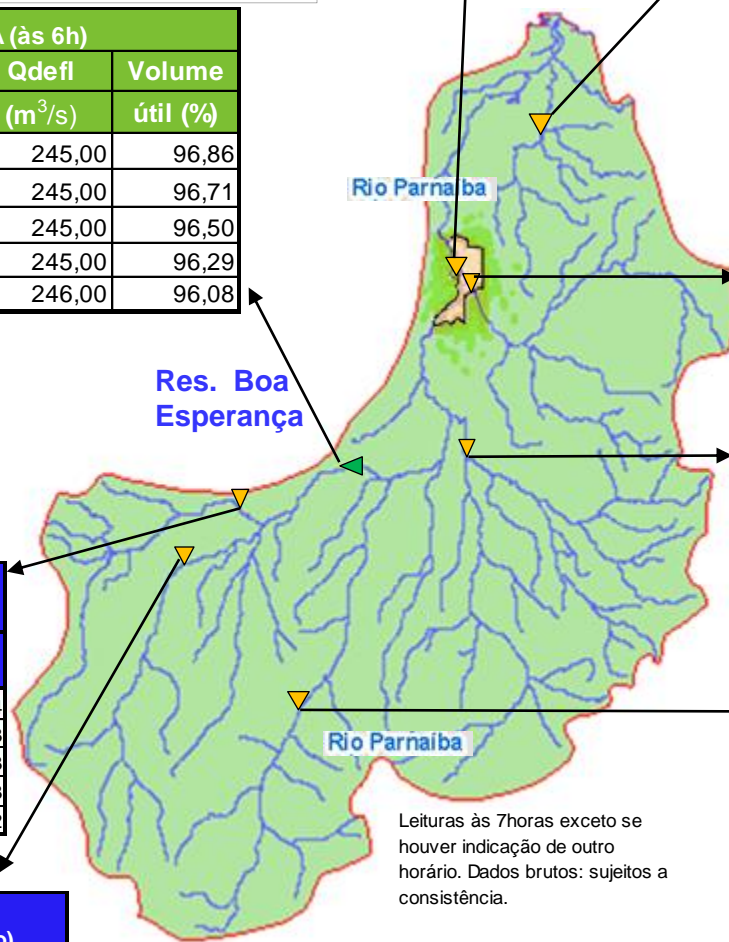 A (às 6h)
Qdefl Volume
(m³/s) útil (%)
245,00 96,86
245,00 96,71
245,00 96,50
245,00 96,29
246,00 96,08
Rio Parnaíba
Res. Boa
Esperança
Rio Parnaíba
Leituras às 7horas exceto se
houver indicação de outro
horário. Dados brutos: sujeitos a
consistência.